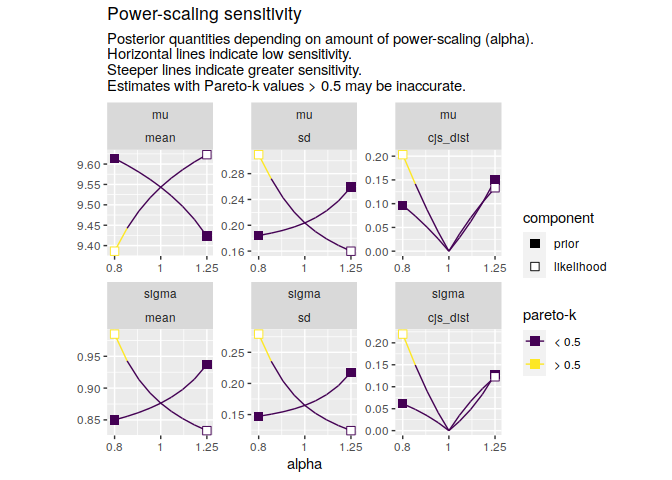 Power-scaling sensitivity
Posterior quantities depending on amount of power-scaling (alpha).
Horizontal lines indicate low sensitivity.
Steeper lines indicate greater sensitivity.
Estimates with Pareto-k values > 0.5 may be inaccurate.
mu mu mu
mean sd cjs_dist
9.60
9.55
9.50
9.45
9.40
0.8 1 1.25
0.28
0.24
0.20
0.16
0.8 1 1.25
0.20
0.15
0.10
0.05
0.00
0.8 1 1.25
sigma sigma sigma
mean sd cjs_dist
0.95
0.90
0.85
0.8 1 1.25
0.25
0.20
0.15
0.8 1 1.25
0.20
0.15
0.10
0.05
0.00
0.8 1 1.25
alpha
component
prior
likelihood
pareto-k
< 0.5
> 0.5